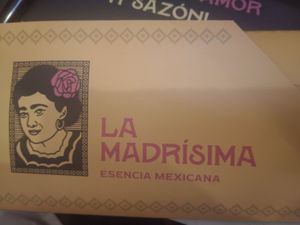 AMOR
Y SAZÓN!
LA
MADRÍSIMA
ESENCIA MEXICANA